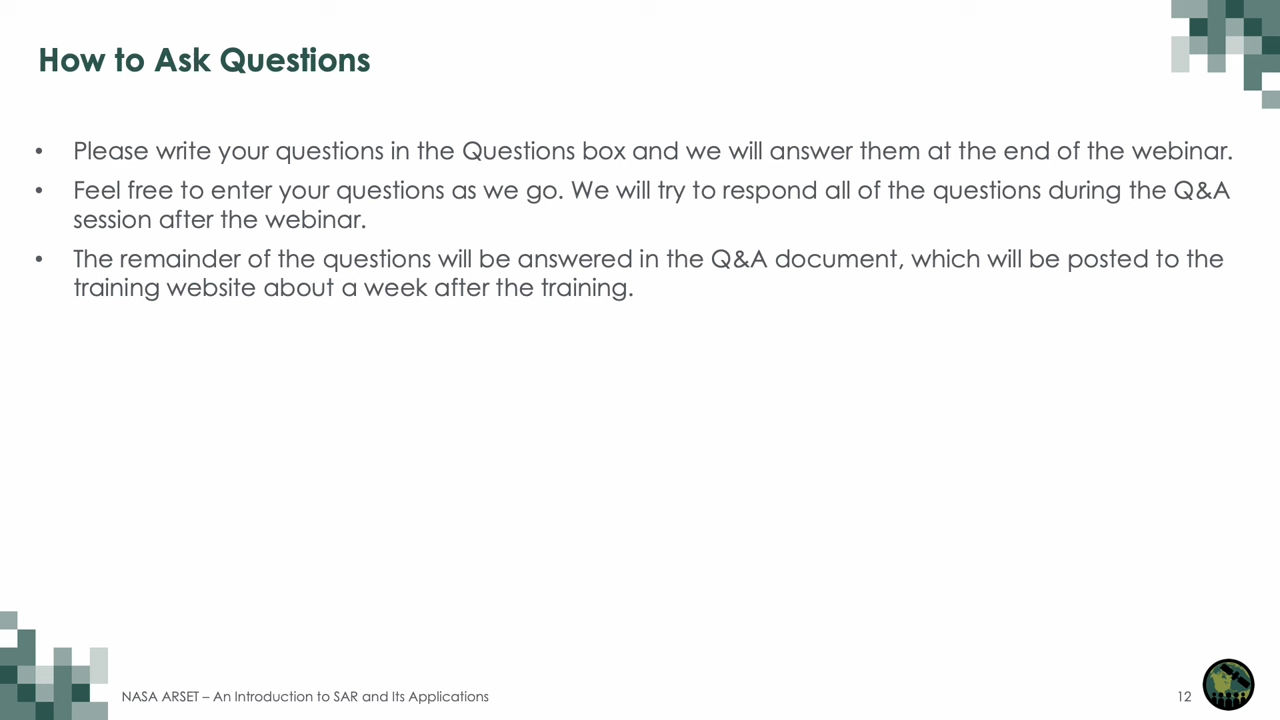 How to Ask Questions
• Please write your questions in the Questions box and we will answer them at the end of the webinar.
• Feel free to enter your questions as we go. We will try to respond all of the questions during the Q&A
session after the webinar.
• The remainder of the questions will be answered in the Q&A document, which will be posted to the
training website about a week after the training.
NASA ARSET – An Introduction to SAR and Its Applications
12